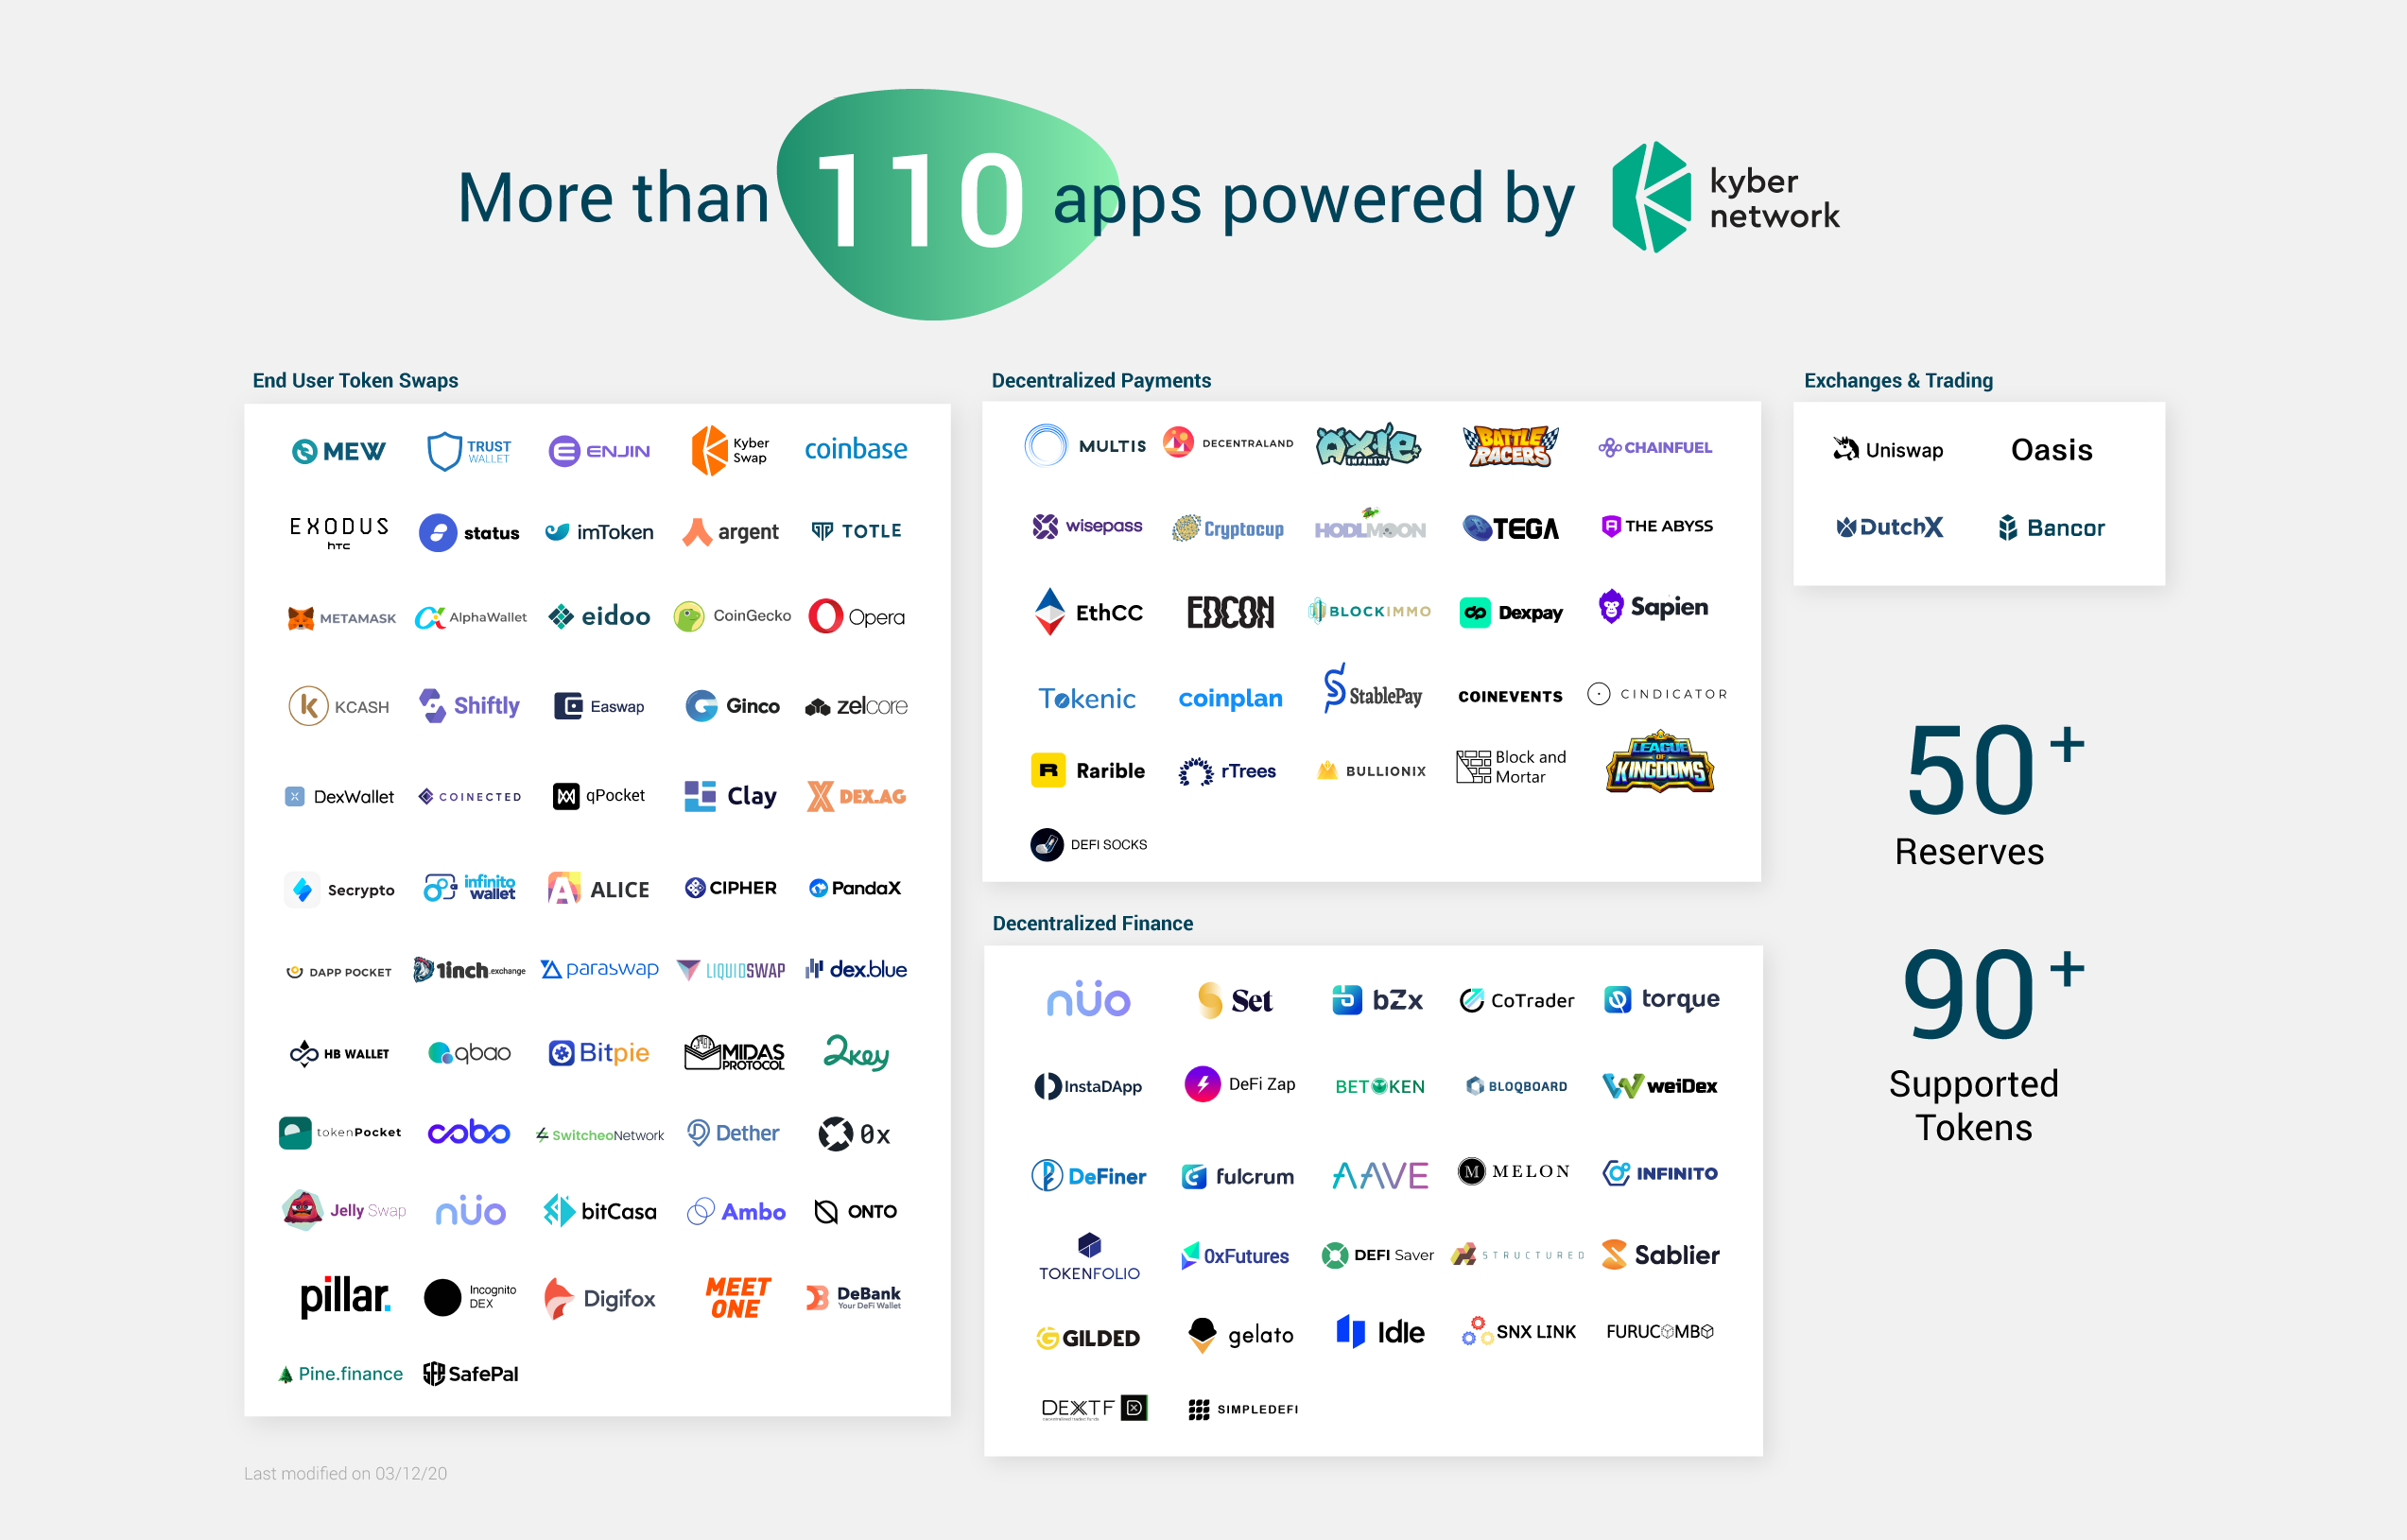 More than 110 apps powered by kyber network
End User Token Swaps
MEW TRUST WALLET ENJIN Kyber Swap coinbase
EXODUS htc status imToken argent TOTLE
METAMASK AlphaWallet eidoo CoinGecko Opera
KCASH Shiftly Easwap Ginco zelcore
DexWallet COINECTED qPocket Clay DEX.AG
Secrypto infinito wallet ALICE CIPHER PandaX
DAPP POCKET 1inch.exchange paraswap LIQUIDSWAP dex.blue
HB WALLET qbao Bitpie MIDAS PROTOCOL 2key
tokenPocket cobo SwitcheoNetwork Dether 0x
Jelly Swap nüo bitCasa Ambo ONTO
pillar. Incognito DEX Digifox MEET ONE DeBank Your DeFi Wallet
Pine.finance SafePal
Decentralized Payments
MULTIS DECENTRALAND AXIE INFINITY BATTLE RACERS CHAINFUEL
wisepass Cryptocup HODLMOON TEGA THE ABYSS
EthCC EDCON BLOCKIMMO Dexpay Sapien
Tokenic coinplan StablePay COINEVENTS CINDICATOR
Rarible rTrees BULLIONIX Block and Mortar LEAGUE OF KINGDOMS
DEFI SOCKS
Decentralized Finance
nüo Set bZx CoTrader torque
InstaDApp DeFi Zap BETOKEN BLOQBOARD weiDex
DeFiner fulcrum AAVE MELON INFINITO
TOKENFOLIO 0xFutures DEFI Saver STRUCTURED Sablier
GILDED gelato Idle SNX LINK FURUCOMBO
DEXTF SIMPLEDEFI
Exchanges & Trading
Uniswap Oasis
DutchX Bancor
50+
Reserves
90+
Supported
Tokens
Last modified on 03/12/20